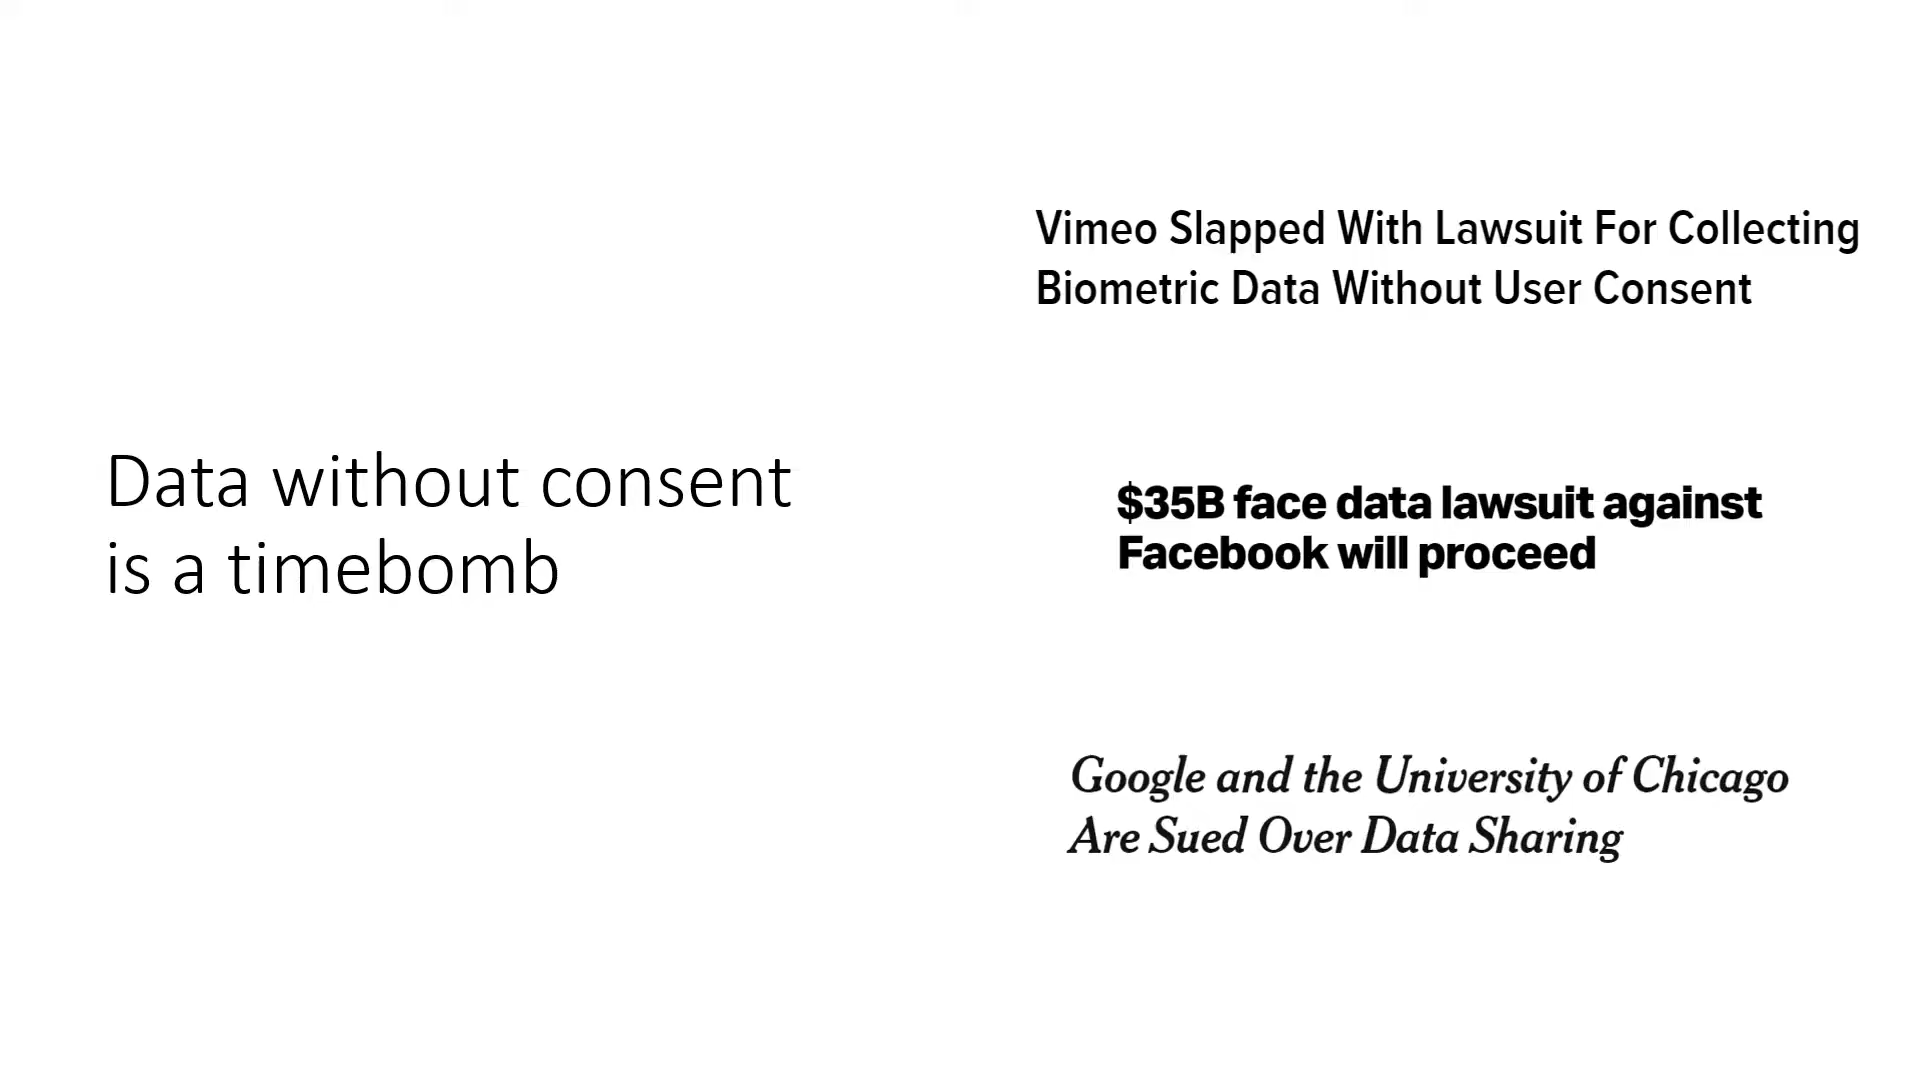 Data without consent
is a timebomb
Vimeo Slapped With Lawsuit For Collecting
Biometric Data Without User Consent
$35B face data lawsuit against
Facebook will proceed
Google and the University of Chicago
Are Sued Over Data Sharing